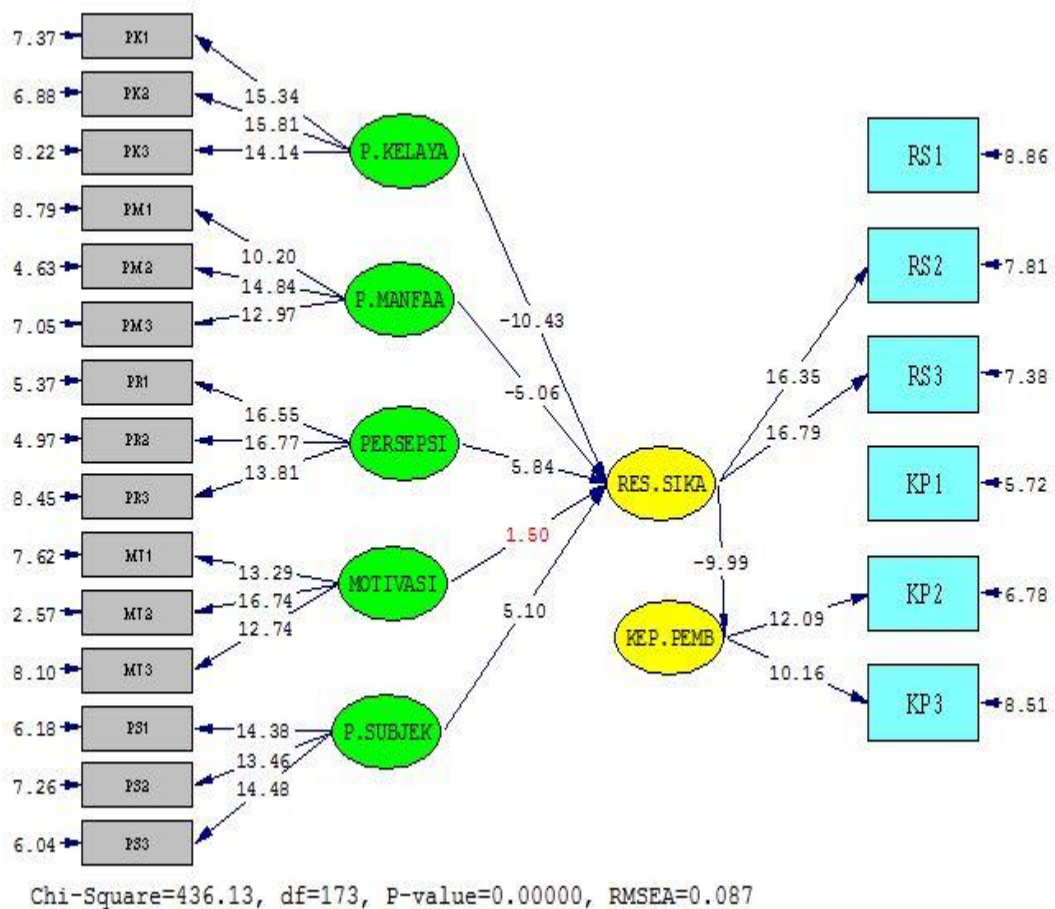 7.37 PK1
6.88 PK2
8.22 PK3
8.79 PM1
4.63 PM2
7.05 PM3
5.37 PR1
4.97 PR2
8.45 PR3
7.62 MT1
2.57 MT2
8.10 MT3
6.18 PS1
7.26 PS2
6.04 PS3
15.34
15.81
14.14
10.20
14.84
12.97
16.55
16.77
13.81
13.29
16.74
12.74
14.38
13.46
14.48
P.KELAYA
P.MANFAA
PERSEPSI
MOTIVASI
P.SUBJEK
-10.43
-5.06
5.84
1.50
5.10
RES.SIKA
-9.99
KEP.PEMB
16.35
16.79
12.09
10.16
RS1 8.86
RS2 7.81
RS3 7.38
KP1 5.72
KP2 6.78
KP3 8.51
Chi-Square=436.13, df=173, P-value=0.00000, RMSEA=0.087